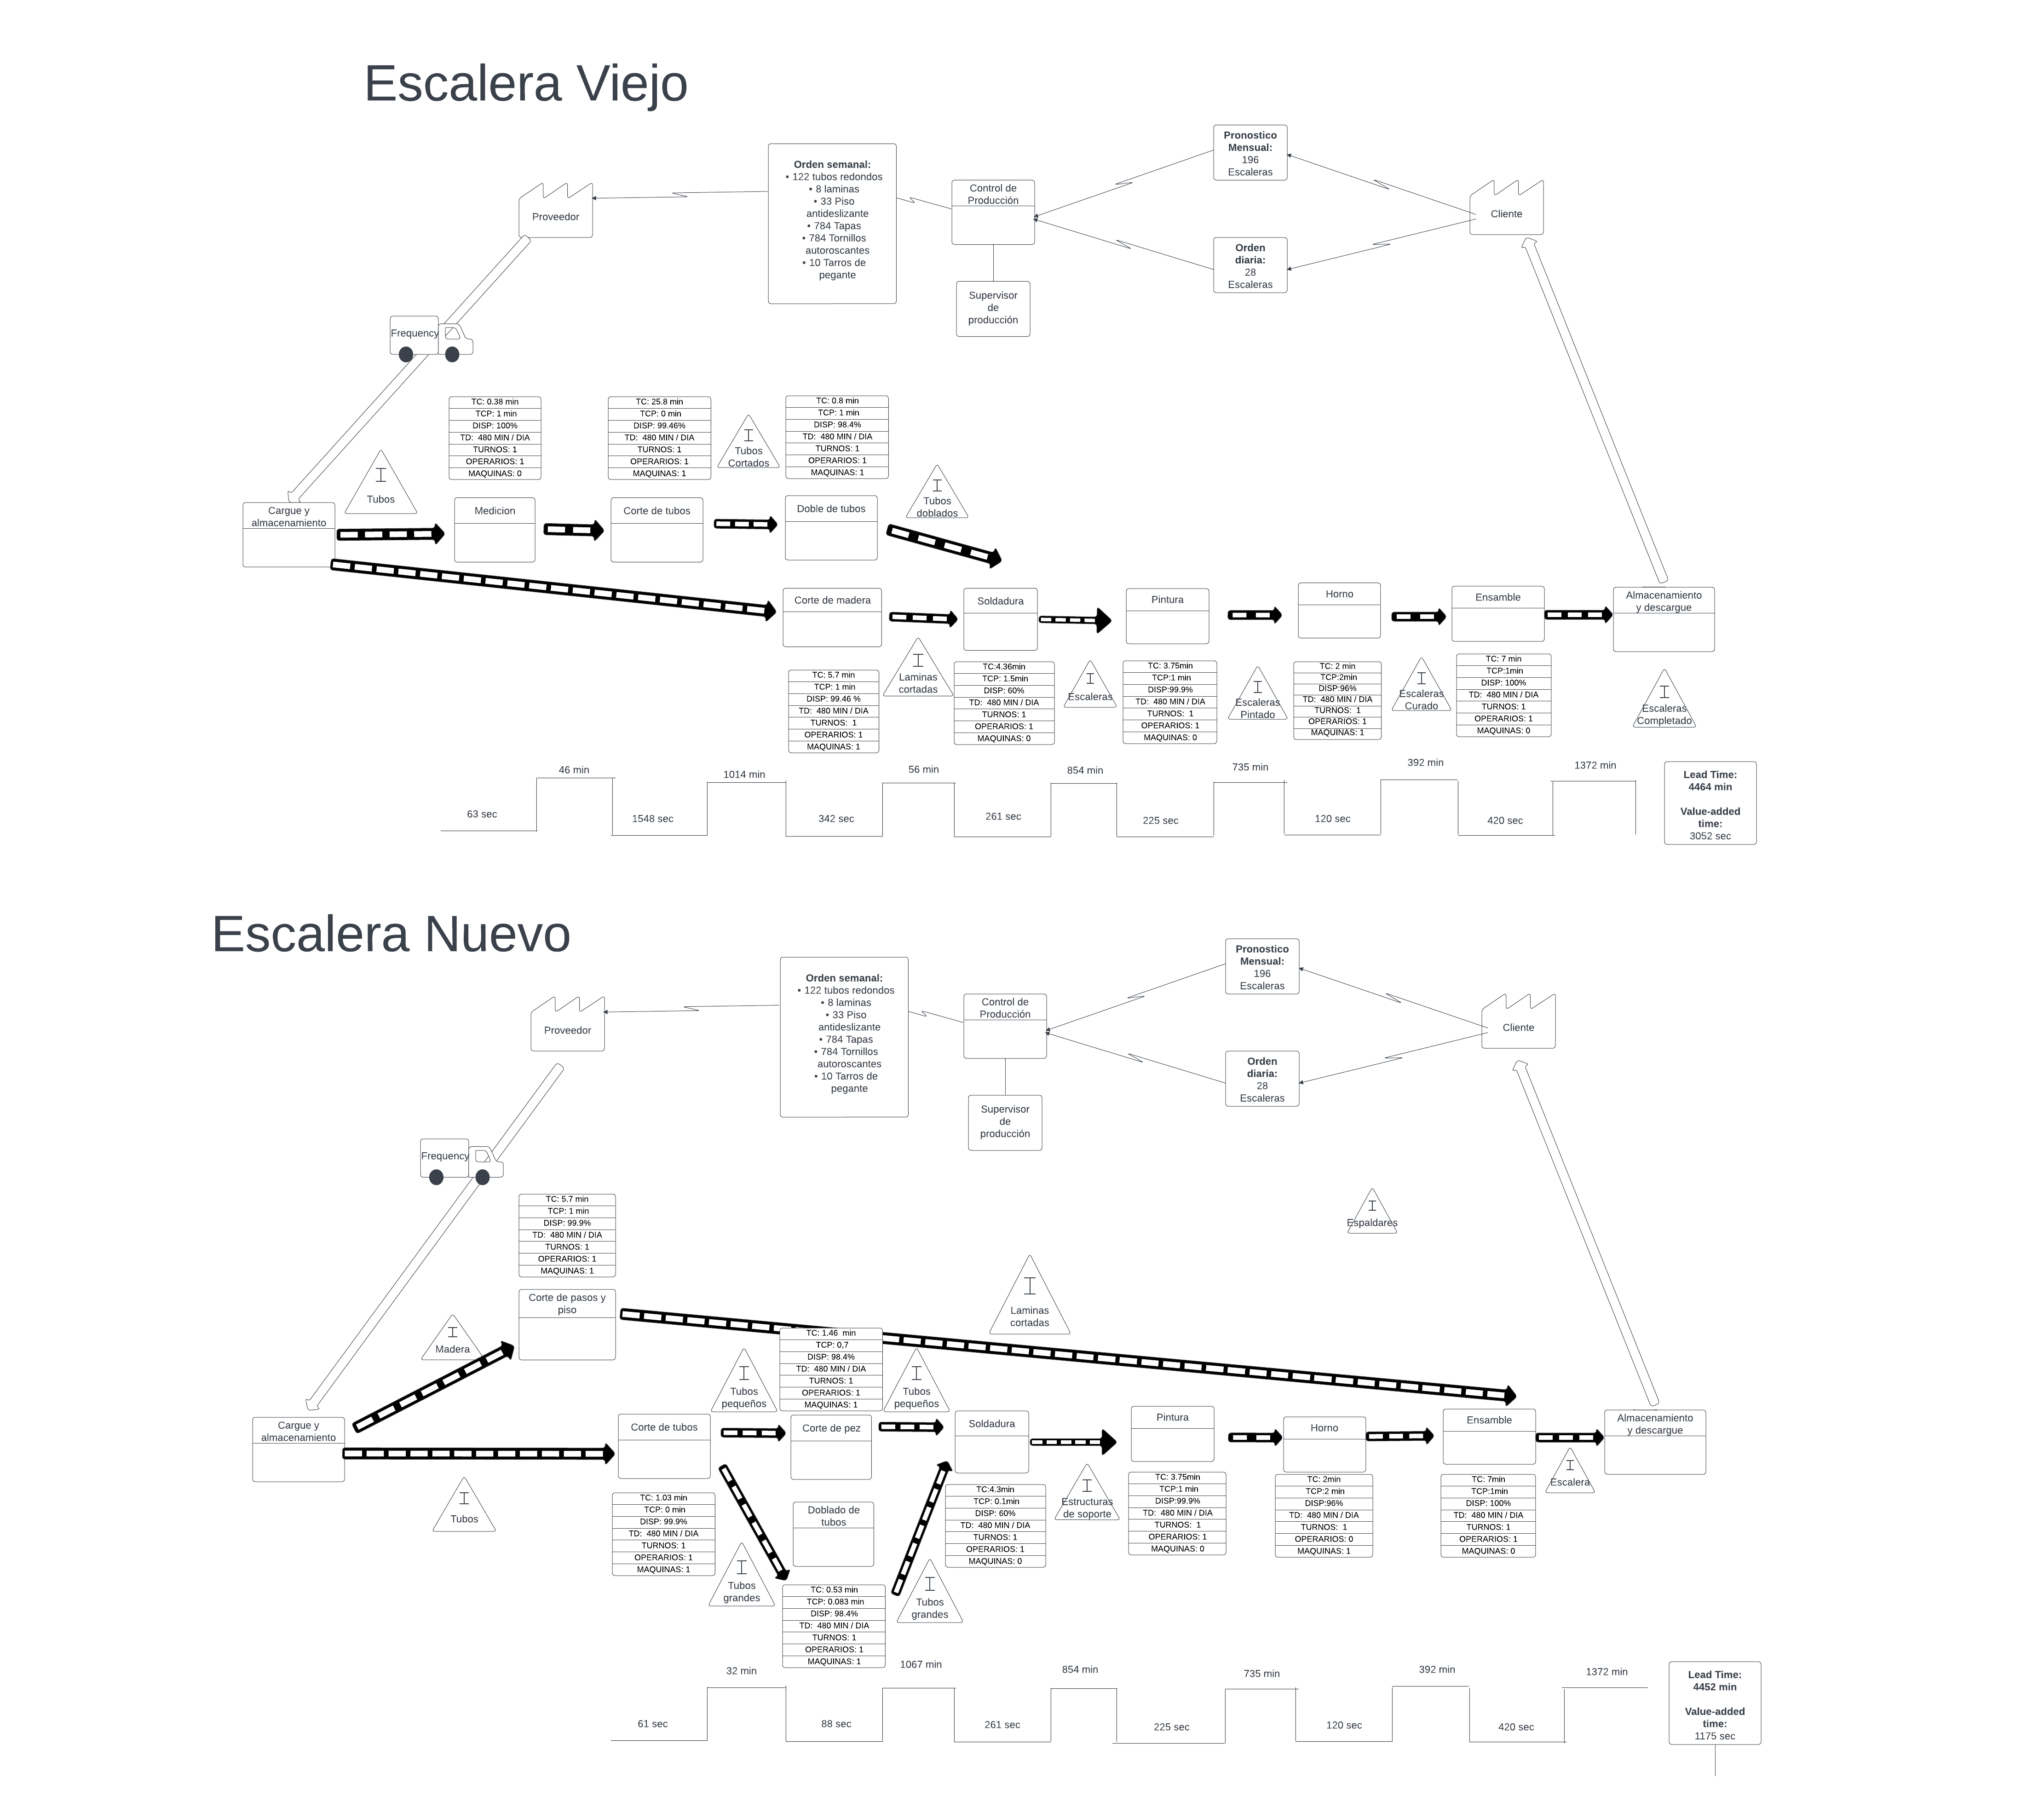 Escalera Viejo
Pronostico
Mensual:
196
Escaleras
Orden semanal:
• 122 tubos redondos
• 8 laminas
• 33 Piso
antideslizante
• 784 Tapas
• 784 Tornillos
autoroscantes
• 10 Tarros de
pegante
Control de
Producción
Proveedor
Cliente
Orden
diaria:
28
Escaleras
Supervisor
de
producción
Frequency
TC: 0.38 min
TCP: 1 min
DISP: 100%
TD: 480 MIN / DIA
TURNOS: 1
OPERARIOS: 1
MAQUINAS: 0
TC: 25.8 min
TCP: 0 min
DISP: 99.46%
TD: 480 MIN / DIA
TURNOS: 1
OPERARIOS: 1
MAQUINAS: 1
Tubos
Cortados
TC: 0.8 min
TCP: 1 min
DISP: 98.4%
TD: 480 MIN / DIA
TURNOS: 1
OPERARIOS: 1
MAQUINAS: 1
Tubos
Tubos
doblados
Cargue y
almacenamiento
Medicion
Corte de tubos
Doble de tubos
Corte de madera
Soldadura
Pintura
Horno
Ensamble
Almacenamiento
y descargue
TC: 5.7 min
TCP: 1 min
DISP: 99.46 %
TD: 480 MIN / DIA
TURNOS: 1
OPERARIOS: 1
MAQUINAS: 1
Laminas
cortadas
TC:4.36min
TCP: 1.5min
DISP: 60%
TD: 480 MIN / DIA
TURNOS: 1
OPERARIOS: 1
MAQUINAS: 0
Escaleras
TC: 3.75min
TCP:1 min
DISP:99.9%
TD: 480 MIN / DIA
TURNOS: 1
OPERARIOS: 1
MAQUINAS: 0
Escaleras
Pintado
TC: 2 min
TCP:2min
DISP:96%
TD: 480 MIN / DIA
TURNOS: 1
OPERARIOS: 1
MAQUINAS: 1
Escaleras
Curado
TC: 7 min
TCP:1min
DISP: 100%
TD: 480 MIN / DIA
TURNOS: 1
OPERARIOS: 1
MAQUINAS: 0
Escaleras
Completado
46 min
1014 min
56 min
854 min
735 min
392 min
1372 min
63 sec
1548 sec
342 sec
261 sec
225 sec
120 sec
420 sec
Lead Time:
4464 min
Value-added
time:
3052 sec
Escalera Nuevo
Pronostico
Mensual:
196
Escaleras
Orden semanal:
• 122 tubos redondos
• 8 laminas
• 33 Piso
antideslizante
• 784 Tapas
• 784 Tornillos
autoroscantes
• 10 Tarros de
pegante
Control de
Producción
Proveedor
Cliente
Orden
diaria:
28
Escaleras
Supervisor
de
producción
Frequency
TC: 5.7 min
TCP: 1 min
DISP: 99.9%
TD: 480 MIN / DIA
TURNOS: 1
OPERARIOS: 1
MAQUINAS: 1
Espaldares
Corte de pasos y
piso
Laminas
cortadas
Madera
TC: 1.46 min
TCP: 0,7
DISP: 98.4%
TD: 480 MIN / DIA
TURNOS: 1
OPERARIOS: 1
MAQUINAS: 1
Tubos
pequeños
Tubos
pequeños
Cargue y
almacenamiento
Corte de tubos
Corte de pez
Soldadura
Pintura
Horno
Ensamble
Almacenamiento
y descargue
Tubos
TC: 1.03 min
TCP: 0 min
DISP: 99.9%
TD: 480 MIN / DIA
TURNOS: 1
OPERARIOS: 1
MAQUINAS: 1
Doblado de
tubos
TC:4.3min
TCP: 0.1min
DISP: 60%
TD: 480 MIN / DIA
TURNOS: 1
OPERARIOS: 1
MAQUINAS: 0
Estructuras
de soporte
TC: 3.75min
TCP:1 min
DISP:99.9%
TD: 480 MIN / DIA
TURNOS: 1
OPERARIOS: 1
MAQUINAS: 0
TC: 2min
TCP:2 min
DISP:96%
TD: 480 MIN / DIA
TURNOS: 1
OPERARIOS: 0
MAQUINAS: 1
TC: 7min
TCP:1min
DISP: 100%
TD: 480 MIN / DIA
TURNOS: 1
OPERARIOS: 1
MAQUINAS: 0
Escalera
Tubos
grandes
TC: 0.53 min
TCP: 0.083 min
DISP: 98.4%
TD: 480 MIN / DIA
TURNOS: 1
OPERARIOS: 1
MAQUINAS: 1
Tubos
grandes
32 min
1067 min
854 min
735 min
392 min
1372 min
61 sec
88 sec
261 sec
225 sec
120 sec
420 sec
Lead Time:
4452 min
Value-added
time:
1175 sec